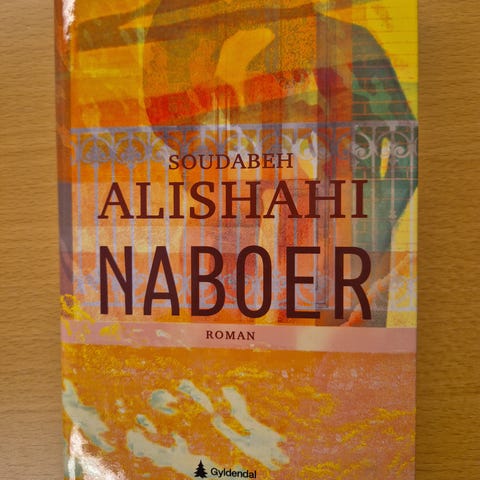 SOUDABEH
ALISHAHI
NABOER
ROMAN
Gyldendal